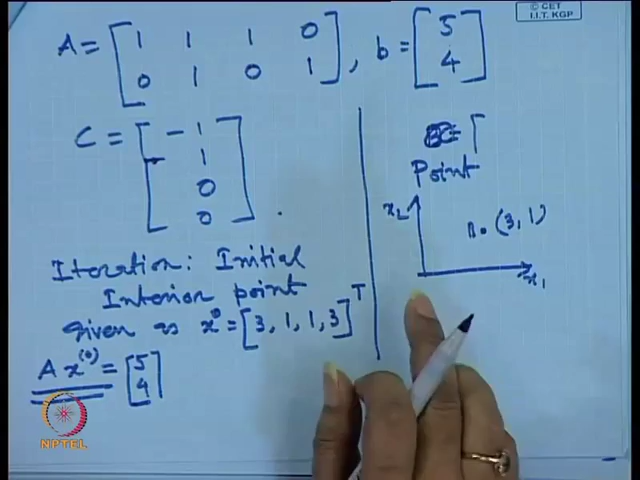 © CET
I.I.T. KGP
A = [ 1 1 1 0
0 1 0 1 ] , b = [ 5
4 ]
C = [ -1
1
0
0 ] .
Iteration: Initial
Interior point
given as x⁰ = [3, 1, 1, 3]ᵀ
A x⁽⁰⁾ = [ 5
4 ]
Point
x₂
(3, 1)
x₁
NPTEL